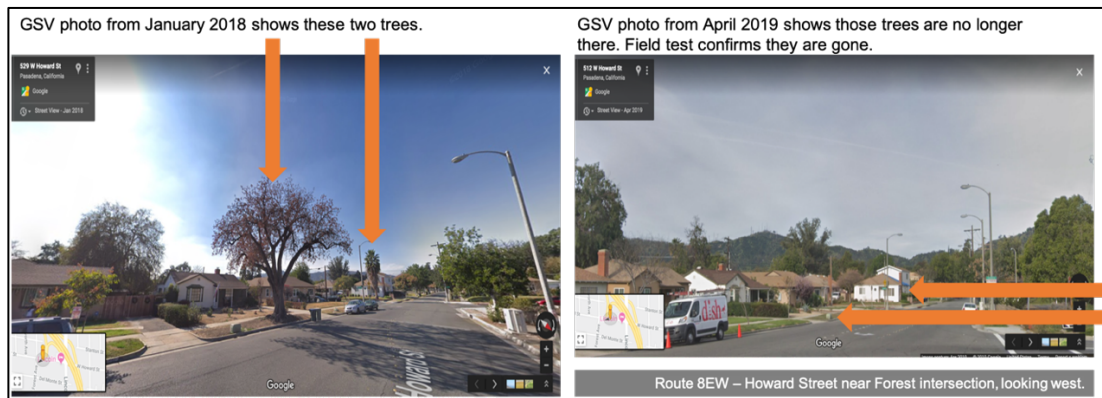 GSV photo from January 2018 shows these two trees.
GSV photo from April 2019 shows those trees are no longer
there. Field test confirms they are gone.
529 W Howard St
Pasadena, California
Google
Street View - Jan 2018
X
512 W Howard St
Pasadena, California
Google
Street View - Apr 2019
X
Howard St
Google
dish
Google
Route 8EW – Howard Street near Forest intersection, looking west.